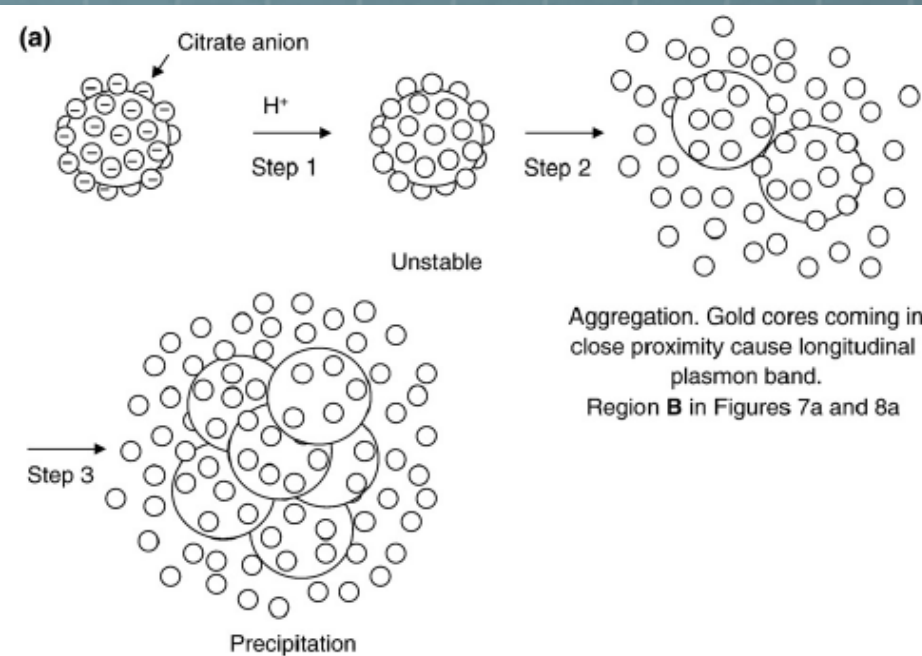 (a)
Citrate anion
H⁺
Step 1
Step 2
Unstable
Aggregation. Gold cores coming in
close proximity cause longitudinal
plasmon band.
Region B in Figures 7a and 8a
Step 3
Precipitation